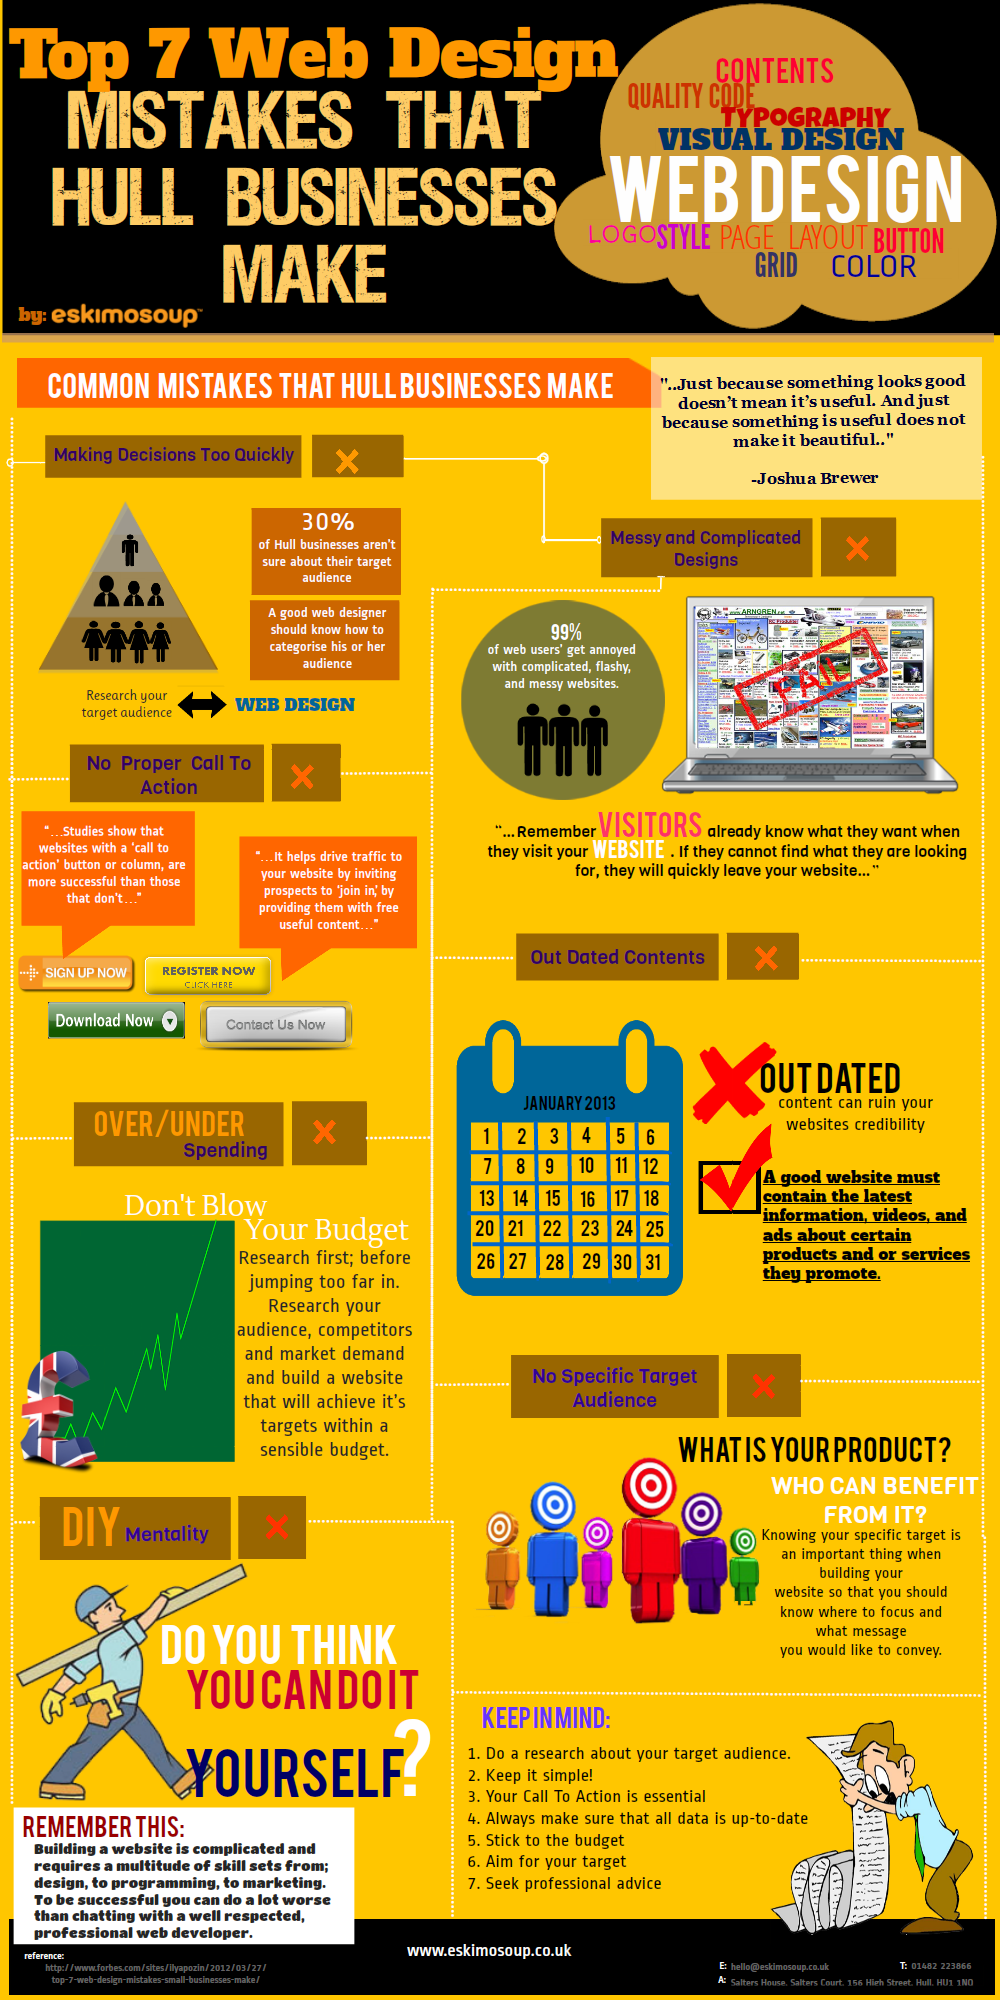 Top 7 Web Design
MISTAKES THAT
HULL BUSINESSES
MAKE
by: eskimosoup™
CONTENTS
QUALITY CODE
TYPOGRAPHY
VISUAL DESIGN
WEB DESIGN
LOGO STYLE PAGE LAYOUT BUTTON
GRID COLOR
COMMON MISTAKES THAT HULL BUSINESSES MAKE
"..Just because something looks good
doesn't mean it's useful. And just
because something is useful does not
make it beautiful.."
-Joshua Brewer
Making Decisions Too Quickly
30%
of Hull businesses aren't
sure about their target
audience
A good web designer
should know how to
categorise his or her
audience
Research your
target audience
WEB DESIGN
Messy and Complicated
Designs
99%
of web users' get annoyed
with complicated, flashy,
and messy websites.
www.ARNGREN.net
FAIL
"...Remember VISITORS already know what they want when
they visit your WEBSITE . If they cannot find what they are looking
for, they will quickly leave your website..."
No Proper Call To
Action
"...Studies show that
websites with a 'call to
action' button or column, are
more successful than those
that don't..."
"...It helps drive traffic to
your website by inviting
prospects to 'join in,' by
providing them with free
useful content..."
SIGN UP NOW
REGISTER NOW
CLICK HERE
Download Now
Contact Us Now
Out Dated Contents
JANUARY 2013
1 2 3 4 5 6
7 8 9 10 11 12
13 14 15 16 17 18
20 21 22 23 24 25
26 27 28 29 30 31
OUT DATED
content can ruin your
websites credibility
A good website must
contain the latest
information, videos, and
ads about certain
products and or services
they promote.
OVER/UNDER
Spending
Don't Blow
Your Budget
Research first; before
jumping too far in.
Research your
audience, competitors
and market demand
and build a website
that will achieve it's
targets within a
sensible budget.
No Specific Target
Audience
WHAT IS YOUR PRODUCT?
WHO CAN BENEFIT
FROM IT?
Knowing your specific target is
an important thing when
building your
website so that you should
know where to focus and
what message
you would like to convey.
DIY Mentality
DO YOU THINK
YOU CAN DO IT
YOURSELF?
REMEMBER THIS:
Building a website is complicated and
requires a multitude of skill sets from;
design, to programming, to marketing.
To be successful you can do a lot worse
than chatting with a well respected,
professional web developer.
KEEP IN MIND:
1. Do a research about your target audience.
2. Keep it simple!
3. Your Call To Action is essential
4. Always make sure that all data is up-to-date
5. Stick to the budget
6. Aim for your target
7. Seek professional advice
reference:
http://www.forbes.com/sites/ilyapozin/2012/03/27/
top-7-web-design-mistakes-small-businesses-make/
www.eskimosoup.co.uk
E: hello@eskimosoup.co.uk T: 01482 223866
A: Salters House, Salters Court, 156 High Street, Hull, HU1 1NQ